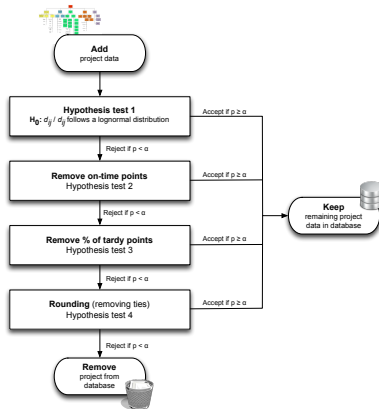 Add
project data
Hypothesis test 1
H0: dij / dij follows a lognormal distribution
Accept if p ≥ α
Reject if p < α
Remove on-time points
Hypothesis test 2
Accept if p ≥ α
Reject if p < α
Keep
remaining project
data in database
Remove % of tardy points
Hypothesis test 3
Accept if p ≥ α
Reject if p < α
Rounding (removing ties)
Hypothesis test 4
Accept if p ≥ α
Reject if p < α
Remove
project from
database